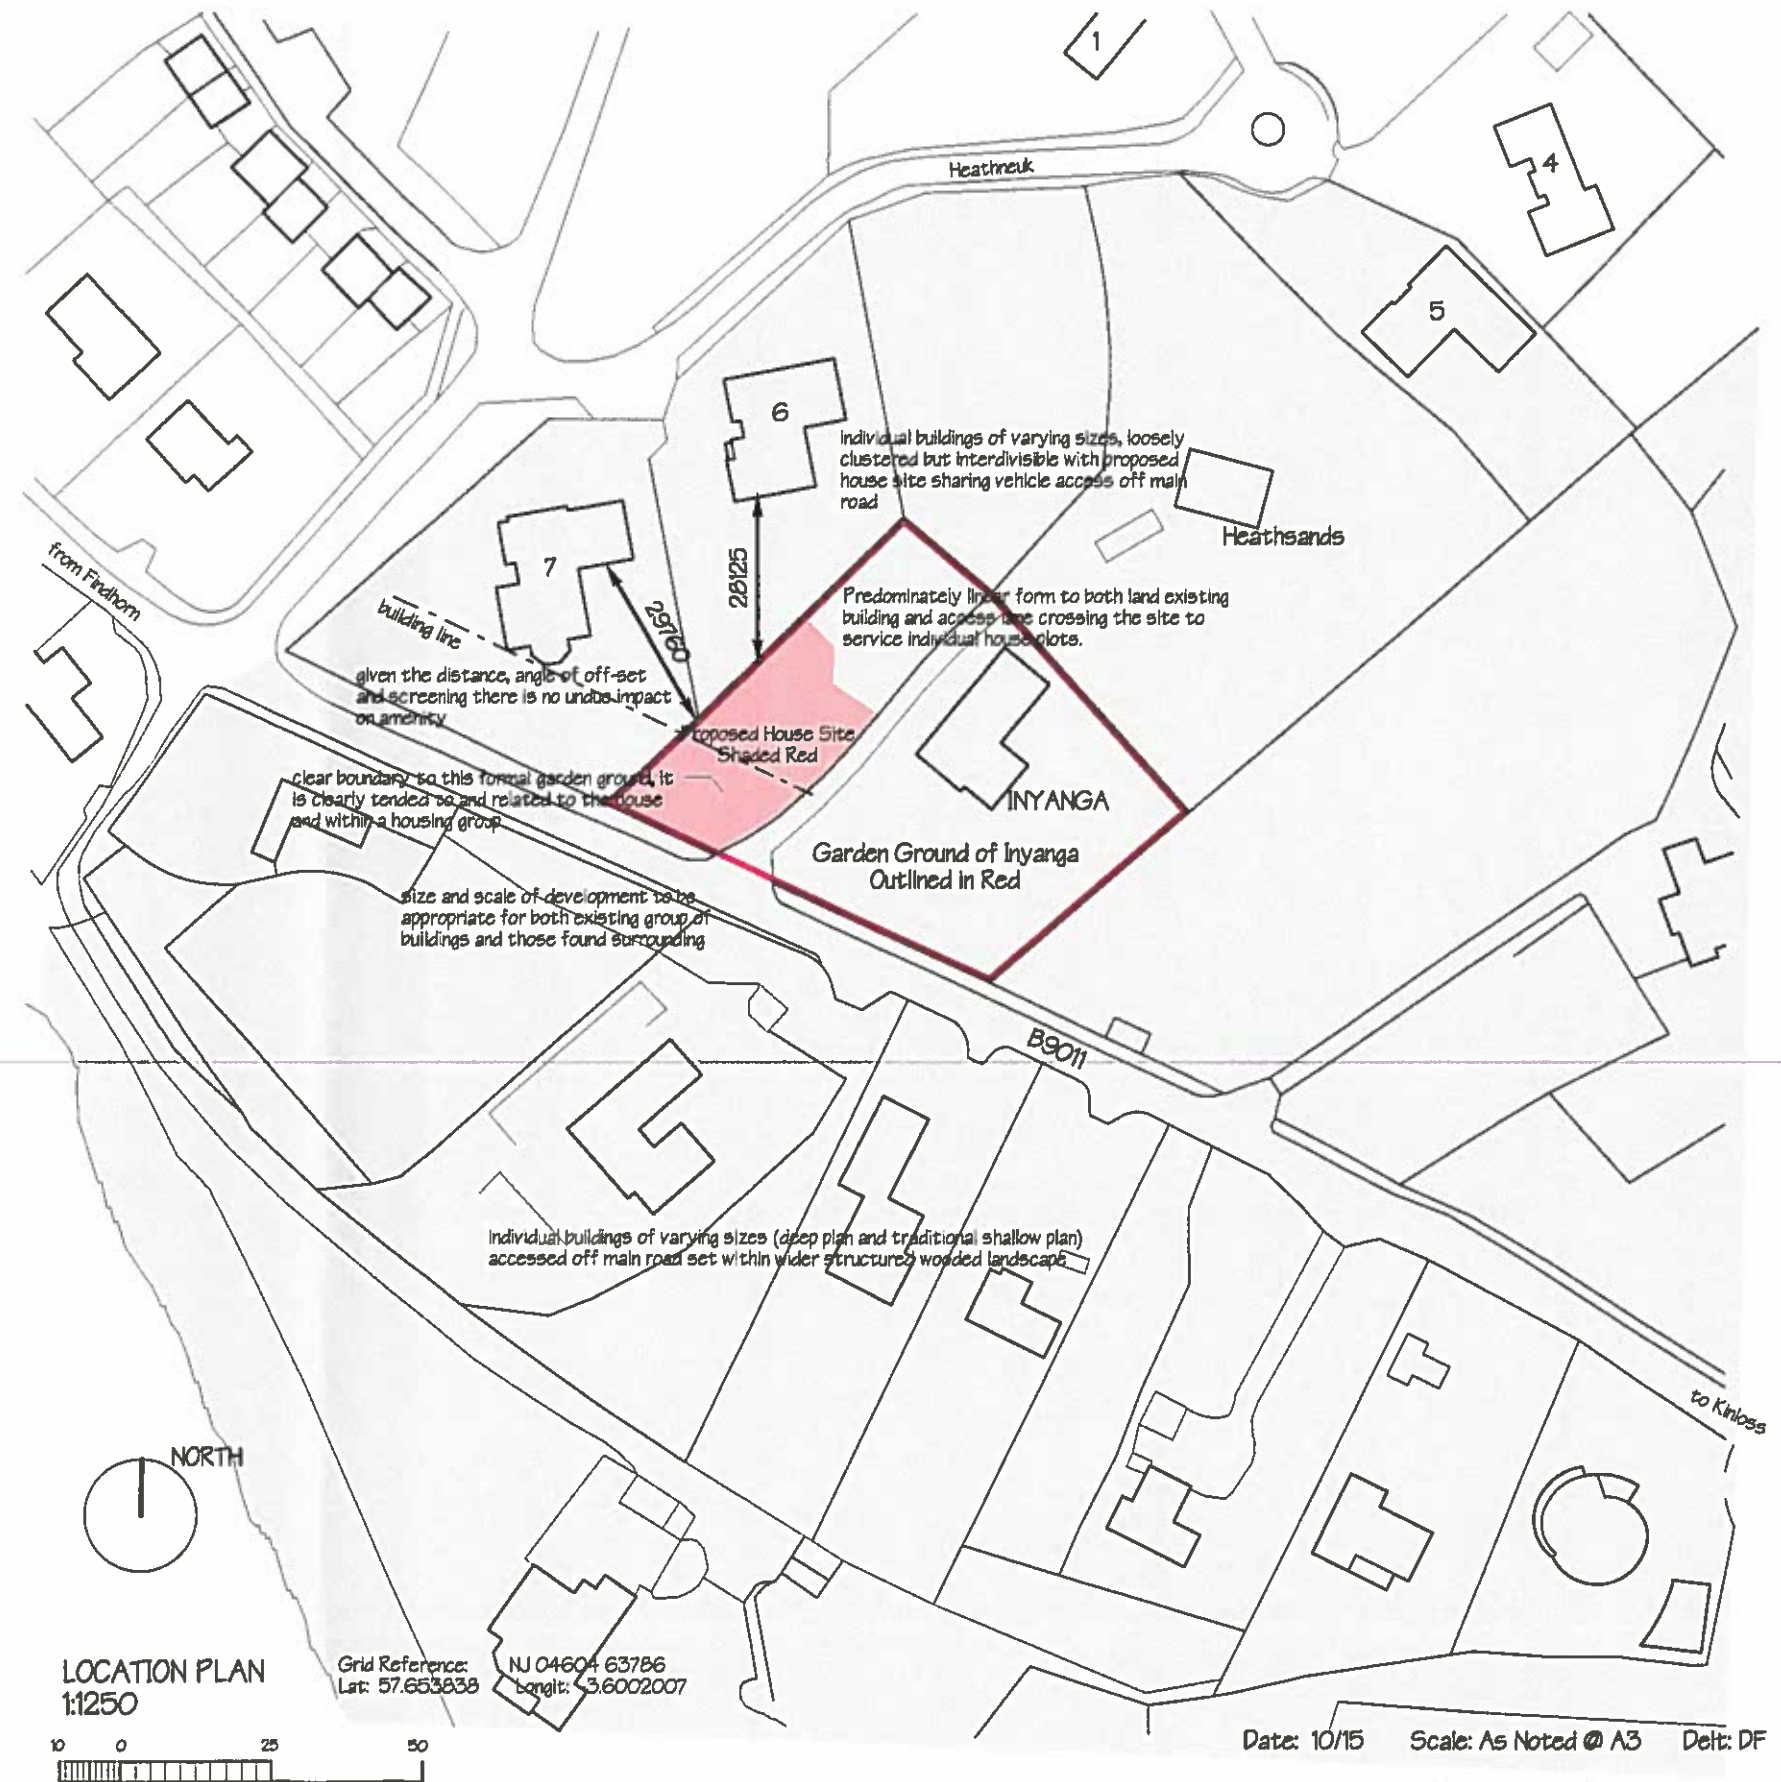 1
Heathneuk
4
5
6
individual buildings of varying sizes, loosely
clustered but interdivisible with proposed
house site sharing vehicle access off main
road
Heathsands
7
from Findhorn
building line
29760
28125
Predominately linear form to both land existing
building and access lane crossing the site to
service individual house plots.
given the distance, angle of off-set
and screening there is no undue impact
on amenity
Proposed House Site
Shaded Red
clear boundary to this formal garden ground, it
is clearly tended to and related to the house
and within a housing group
INYANGA
Garden Ground of Inyanga
Outlined in Red
size and scale of development to be
appropriate for both existing group of
buildings and those found surrounding
B9011
Individual buildings of varying sizes (deep plan and traditional shallow plan)
accessed off main road set within wider structured wooded landscape
to Kinloss
NORTH
LOCATION PLAN
1:1250
Grid Reference: NJ 04604 63786
Lat: 57.653838 Longit: -3.6002007
10 0 25 50
Date: 10/15 Scale: As Noted @ A3 Delt: DF